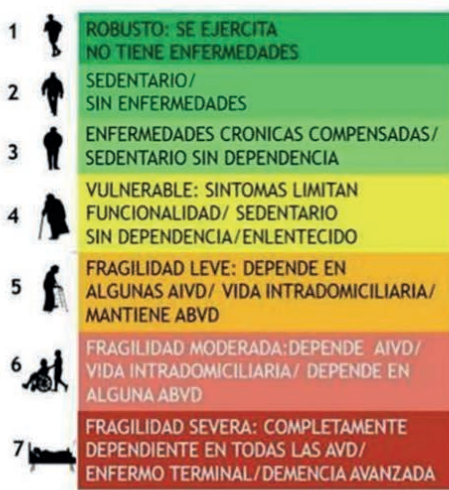 1
ROBUSTO: SE EJERCITA
NO TIENE ENFERMEDADES
2
SEDENTARIO/
SIN ENFERMEDADES
3
ENFERMEDADES CRONICAS COMPENSADAS/
SEDENTARIO SIN DEPENDENCIA
4
VULNERABLE: SINTOMAS LIMITAN
FUNCIONALIDAD/ SEDENTARIO
SIN DEPENDENCIA/ENLENTECIDO
5
FRAGILIDAD LEVE: DEPENDE EN
ALGUNAS AIVD/ VIDA INTRADOMICILIARIA/
MANTIENE ABVD
6
FRAGILIDAD MODERADA:DEPENDE AIVD/
VIDA INTRADOMICILIARIA/ DEPENDE EN
ALGUNA ABVD
7
FRAGILIDAD SEVERA: COMPLETAMENTE
DEPENDIENTE EN TODAS LAS AVD/
ENFERMO TERMINAL/DEMENCIA AVANZADA